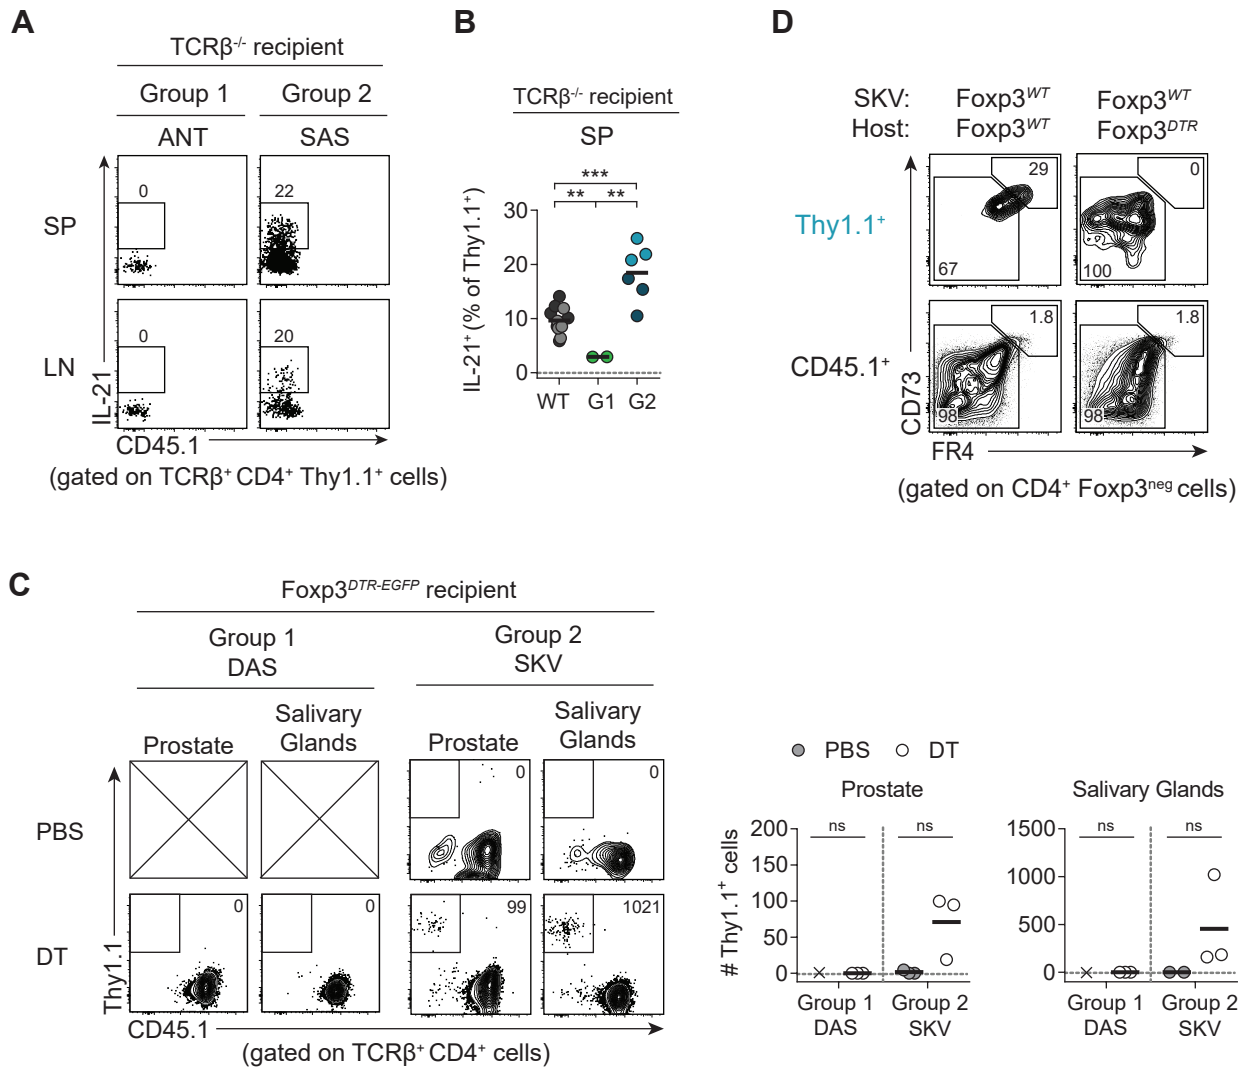 A
TCRβ-/- recipient
Group 1 Group 2
ANT SAS
SP
0
22
LN
0
20
IL-21
CD45.1
(gated on TCRβ+ CD4+ Thy1.1+ cells)
B
TCRβ-/- recipient
SP
***
** **
IL-21+ (% of Thy1.1+)
30
20
10
0
WT G1 G2
D
SKV: Foxp3WT Foxp3WT
Host: Foxp3WT Foxp3DTR
Thy1.1+
29
67
0
100
CD45.1+
1.8
98
1.8
98
CD73
FR4
(gated on CD4+ Foxp3neg cells)
C
Foxp3DTR-EGFP recipient
Group 1 Group 2
DAS SKV
Prostate Salivary Glands Prostate Salivary Glands
PBS
0 0
DT
0 0 99 1021
Thy1.1
CD45.1
(gated on TCRβ+ CD4+ cells)
PBS DT
Prostate
ns ns
# Thy1.1+ cells
200
150
100
50
0
Group 1 Group 2
DAS SKV
Salivary Glands
ns ns
1500
1000
500
0
Group 1 Group 2
DAS SKV